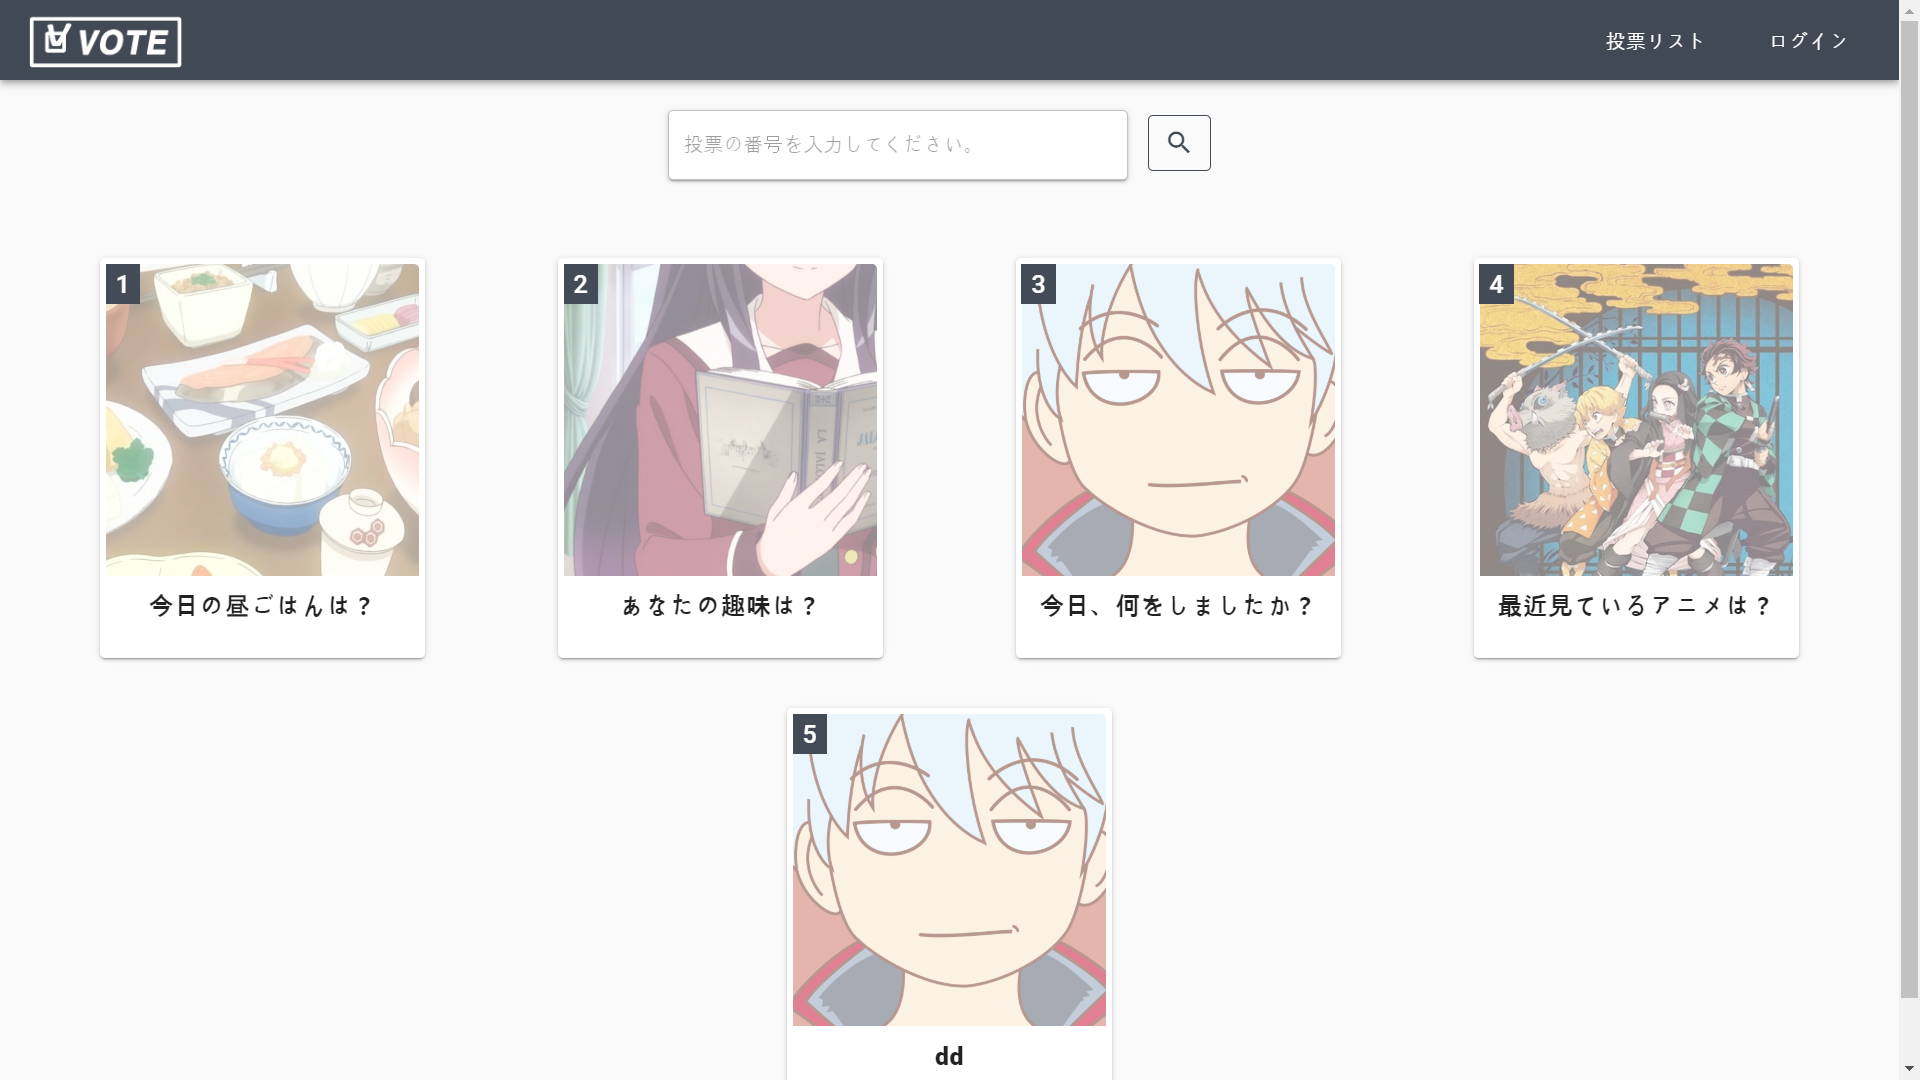 VOTE
投票リスト
ログイン
投票の番号を入力してください。
1
2
3
4
今日の昼ごはんは？
あなたの趣味は？
今日、何をしましたか？
最近見ているアニメは？
5
dd